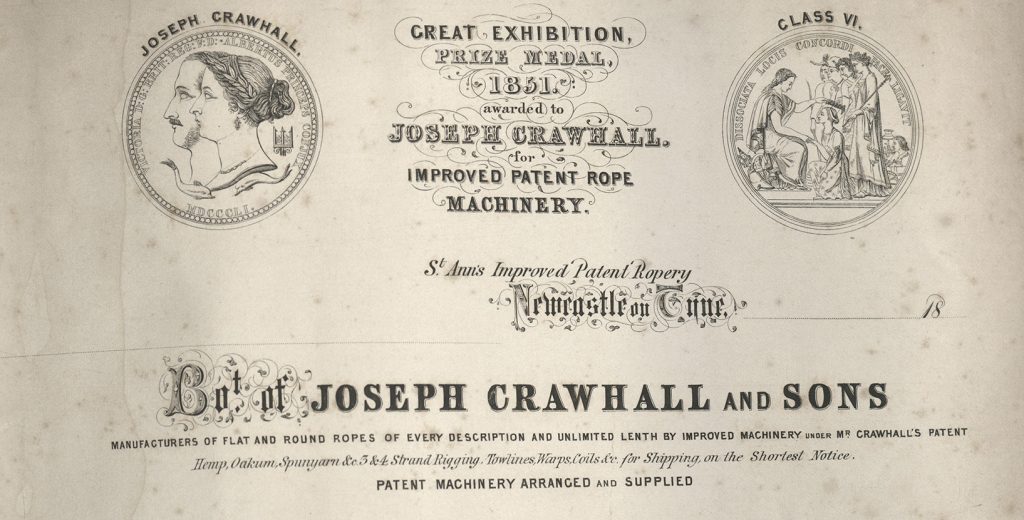 JOSEPH CRAWHALL.
MDCCCLI
GREAT EXHIBITION,
PRIZE MEDAL,
1851.
awarded to
JOSEPH CRAWHALL.
for
IMPROVED PATENT ROPE
MACHINERY.
CLASS VI.
DISSOCIATA LOCIS CONCORDI PACE LIGAVIT
St Ann's Improved Patent Ropery
Newcastle on Tyne, 18
Bot of JOSEPH CRAWHALL AND SONS
MANUFACTURERS OF FLAT AND ROUND ROPES OF EVERY DESCRIPTION AND UNLIMITED LENTH BY IMPROVED MACHINERY UNDER MR CRAWHALL'S PATENT
Hemp, Oakum, Spunyarn &c. 3 & 4 Strand Rigging. Towlines, Warps, Coils &c. for Shipping, on the Shortest Notice.
PATENT MACHINERY ARRANGED AND SUPPLIED